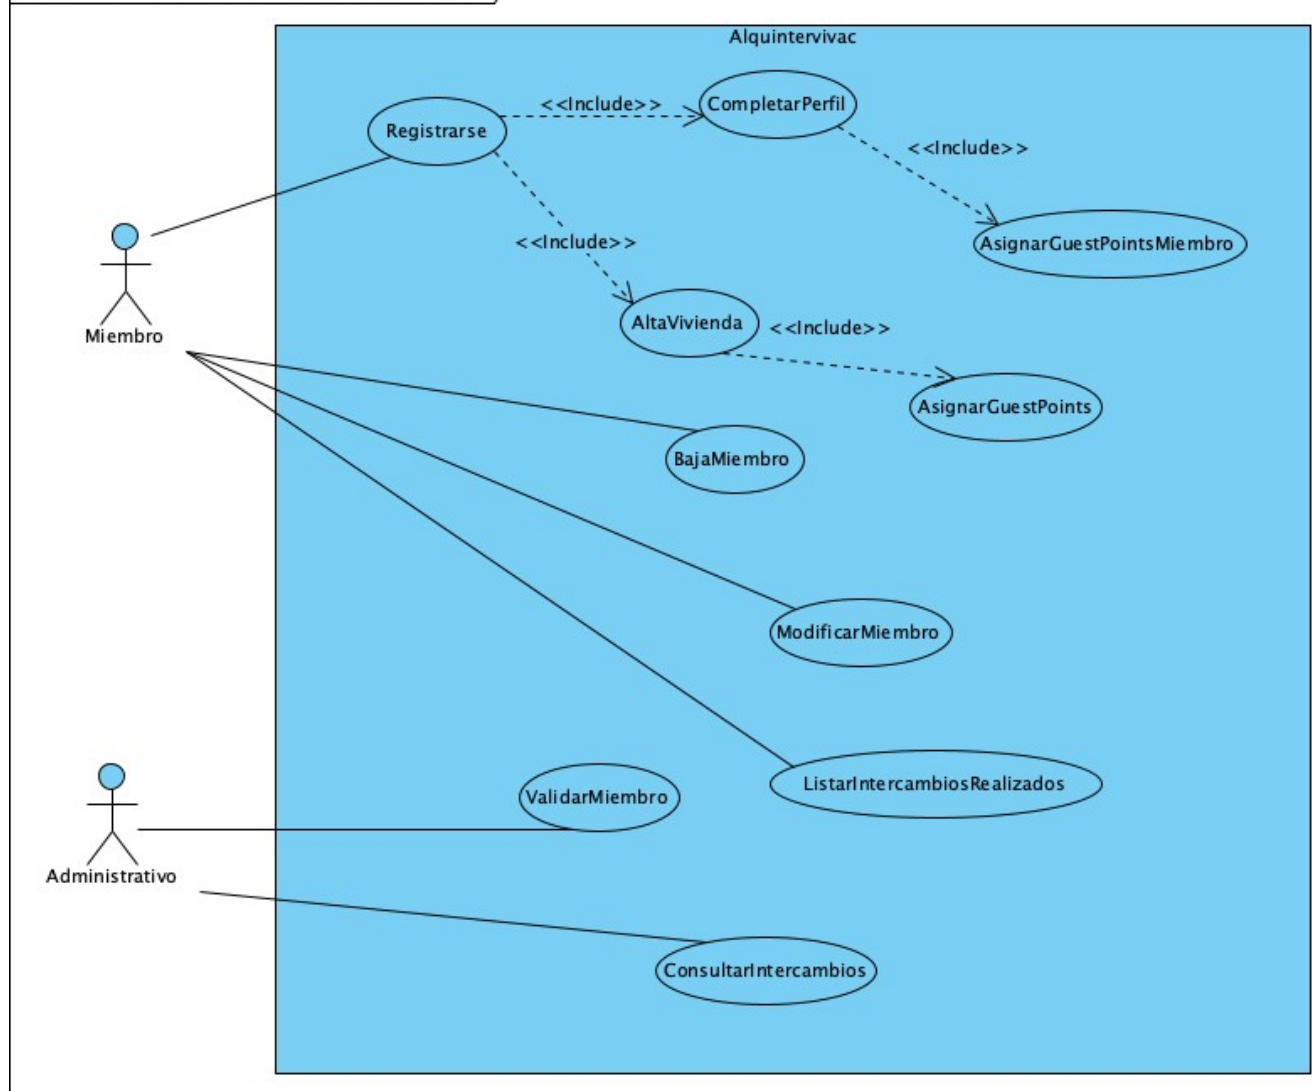 Alquintervivac
<<Include>>
CompletarPerfil
Registrarse
<<Include>>
<<Include>>
AsignarGuestPointsMiembro
AltaVivienda
<<Include>>
Miembro
AsignarGuestPoints
BajaMiembro
ModificarMiembro
ListarIntercambiosRealizados
ValidarMiembro
Administrativo
ConsultarIntercambios